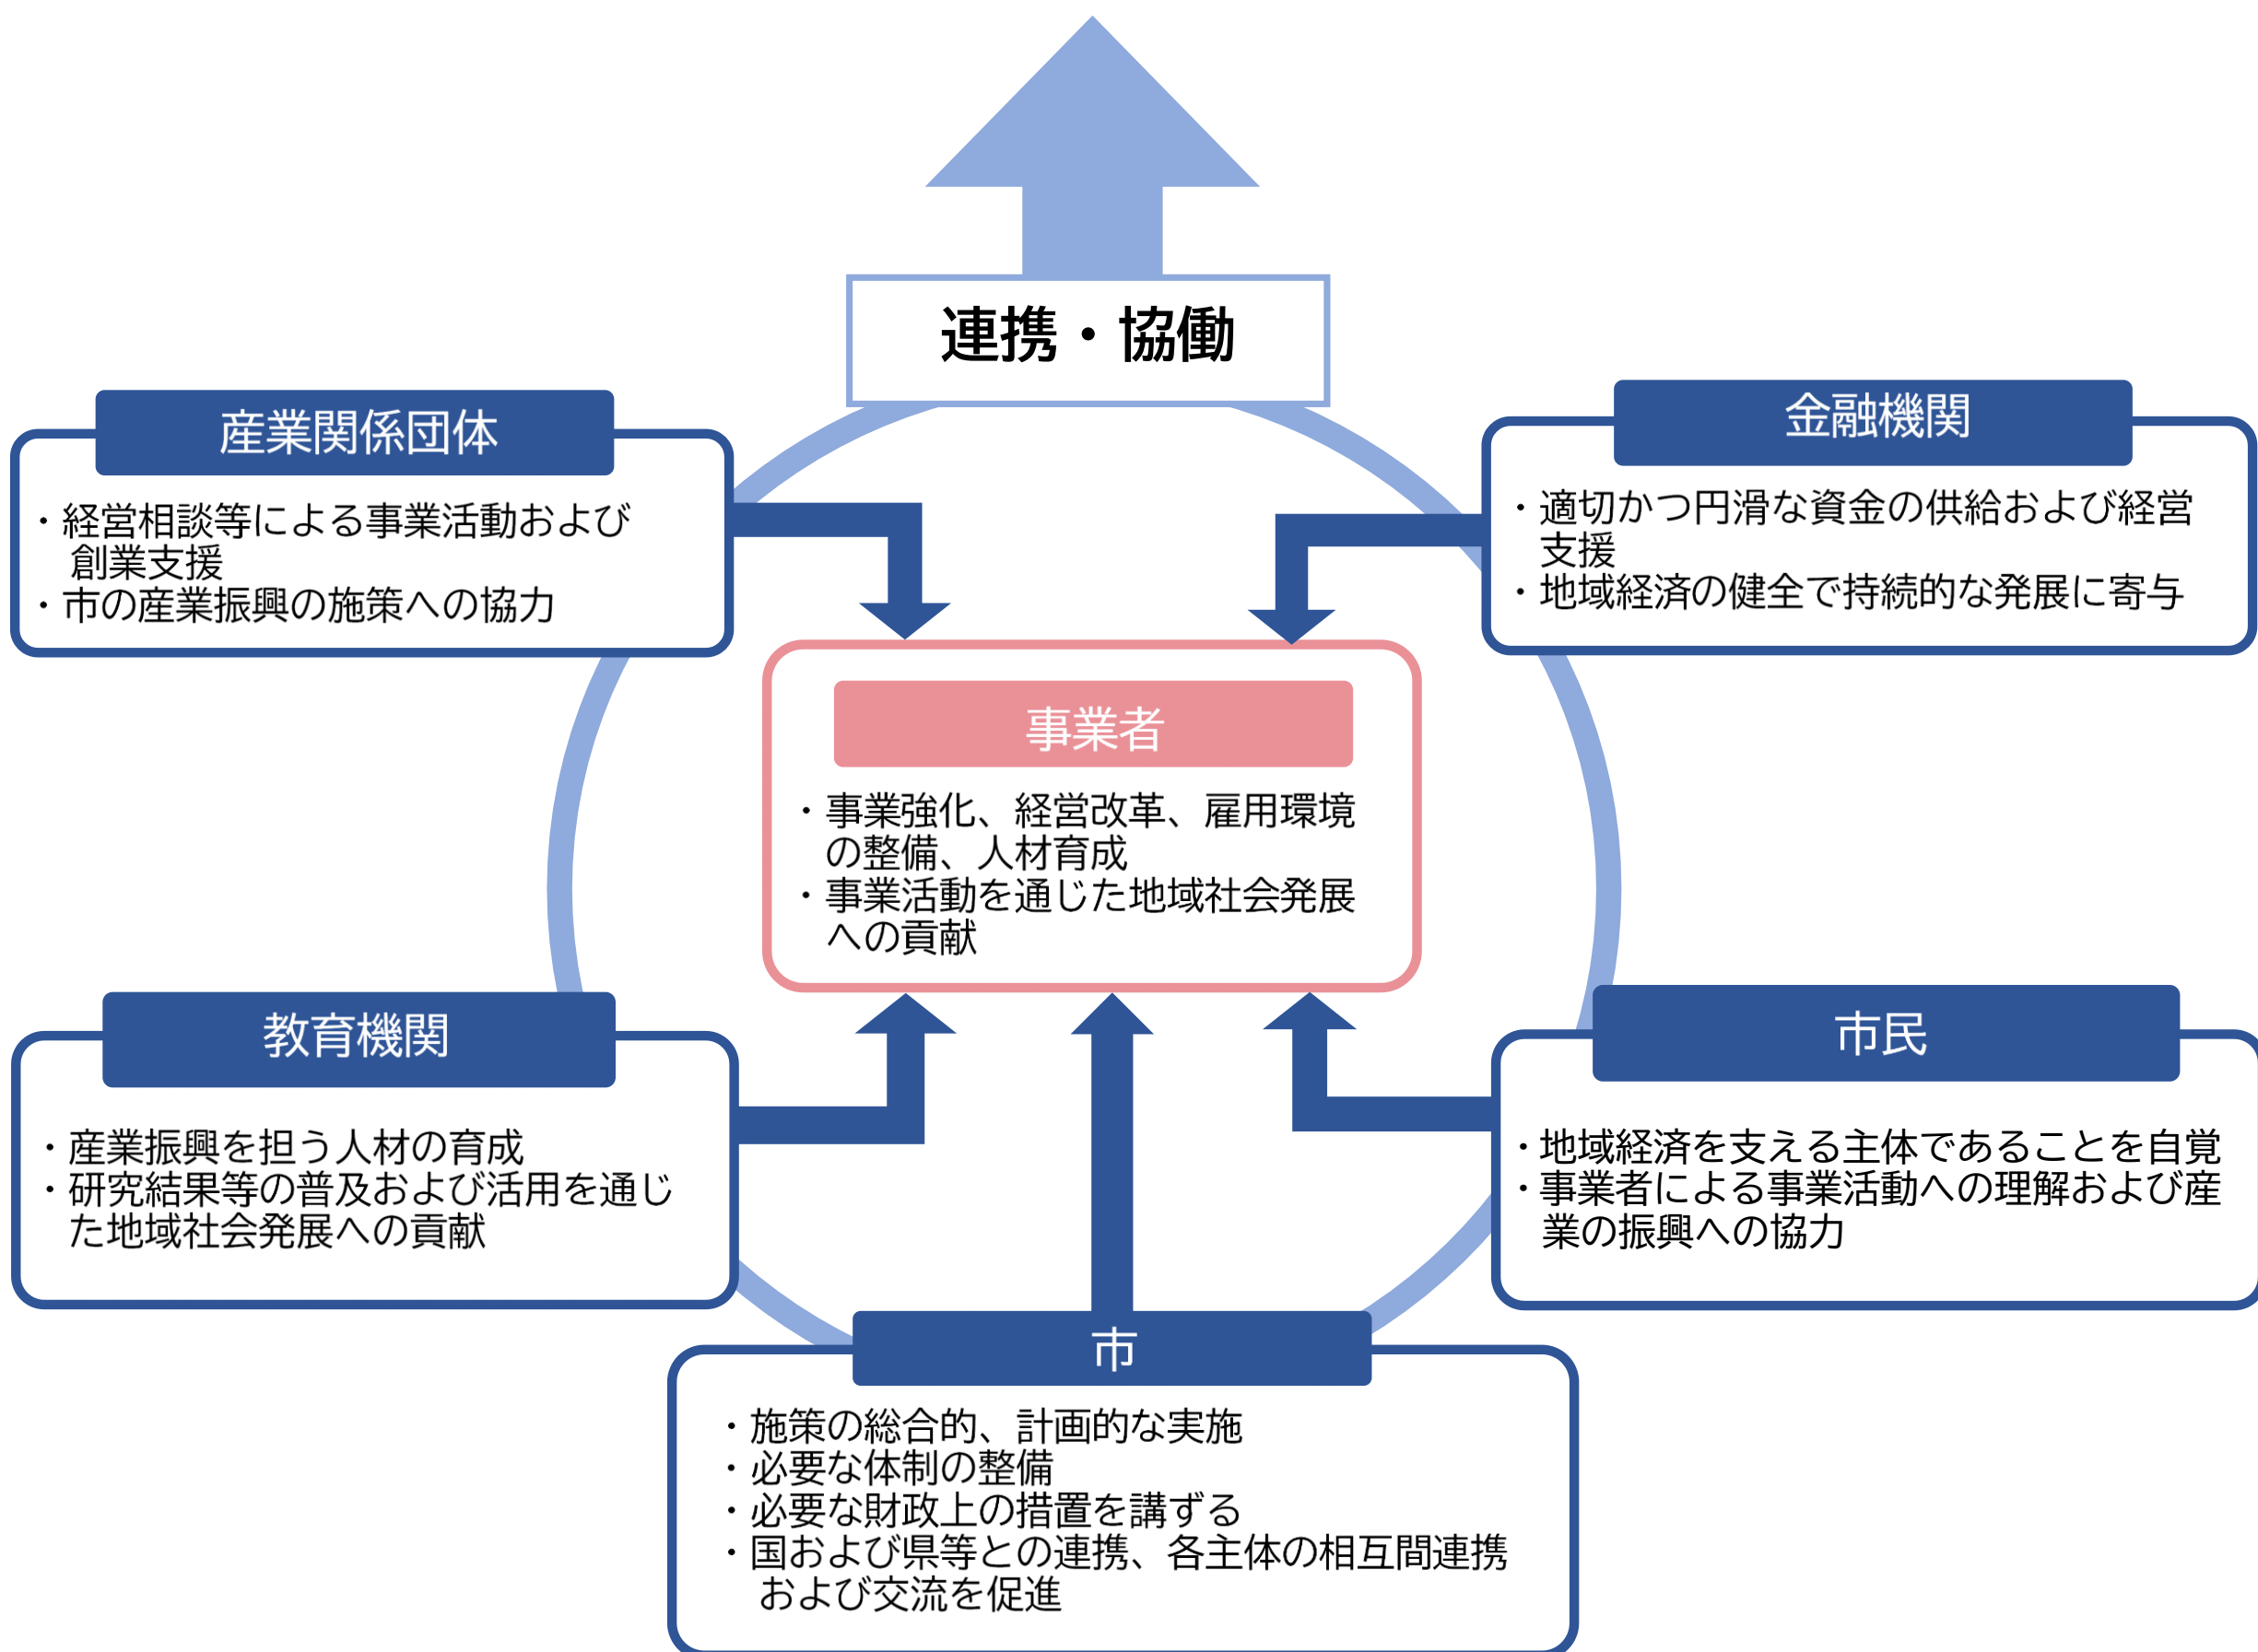 連携・協働
産業関係団体
・経営相談等による事業活動および
創業支援
・市の産業振興の施策への協力
金融機関
・適切かつ円滑な資金の供給および経営
支援
・地域経済の健全で持続的な発展に寄与
事業者
・事業強化、経営改革、雇用環境
の整備、人材育成
・事業活動を通じた地域社会発展
への貢献
教育機関
・産業振興を担う人材の育成
・研究結果等の普及および活用を通じ
た地域社会発展への貢献
市民
・地域経済を支える主体であることを自覚
・事業者による事業活動への理解および産
業の振興への協力
市
・施策の総合的、計画的な実施
・必要な体制の整備
・必要な財政上の措置を講ずる
・国および県等との連携、各主体の相互間連携
および交流を促進